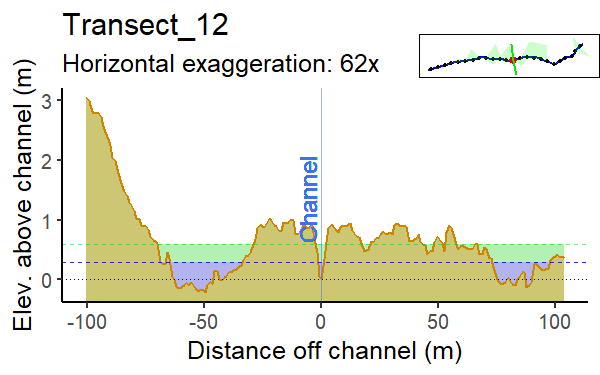 Transect_12
Horizontal exaggeration: 62x
Elev. above channel (m)
3
2
1
0
Channel
-100
-50
0
50
100
Distance off channel (m)